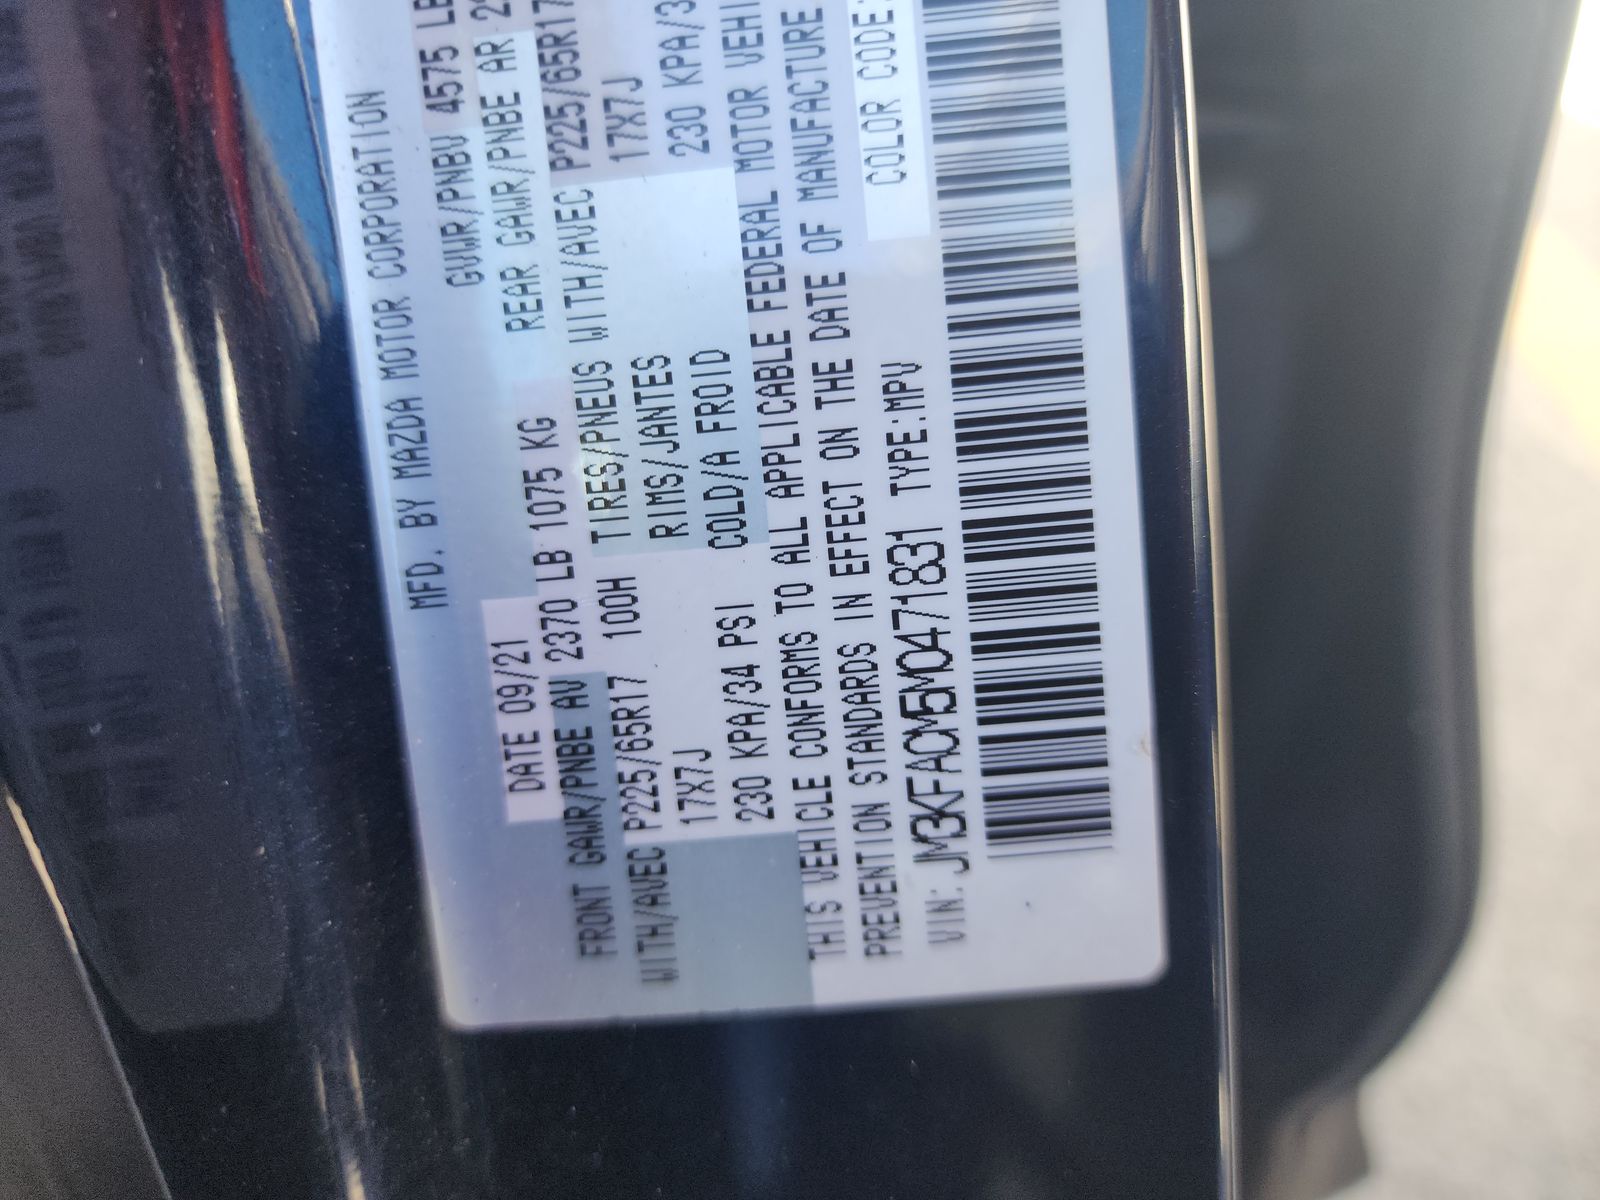 MFD. BY MAZDA MOTOR CORPORATION
DATE 09/21 GVWR/PNBV 4575 LB
FRONT GAWR/PNBE AV 2370 LB 1075 KG REAR GAWR/PNBE AR
WITH/AVEC P225/65R17 100H TIRES/PNEUS WITH/AVEC P225/65R17
17X7J RIMS/JANTES 17X7J
230 KPA/34 PSI COLD/A FROID 230 KPA/3
THIS VEHICLE CONFORMS TO ALL APPLICABLE FEDERAL MOTOR VEHI
PREVENTION STANDARDS IN EFFECT ON THE DATE OF MANUFACTURE
VIN: JM3KFACM5M0471831 TYPE:MPV COLOR CODE: